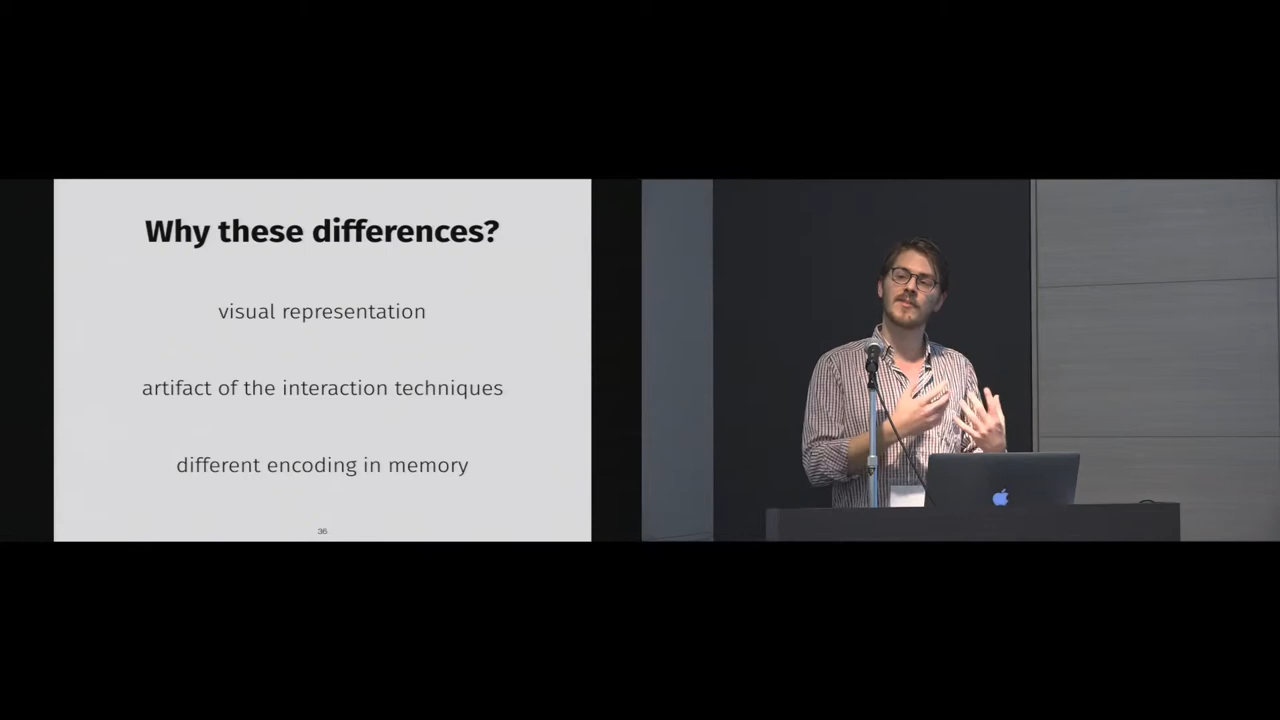 Why these differences?
visual representation
artifact of the interaction techniques
different encoding in memory
36